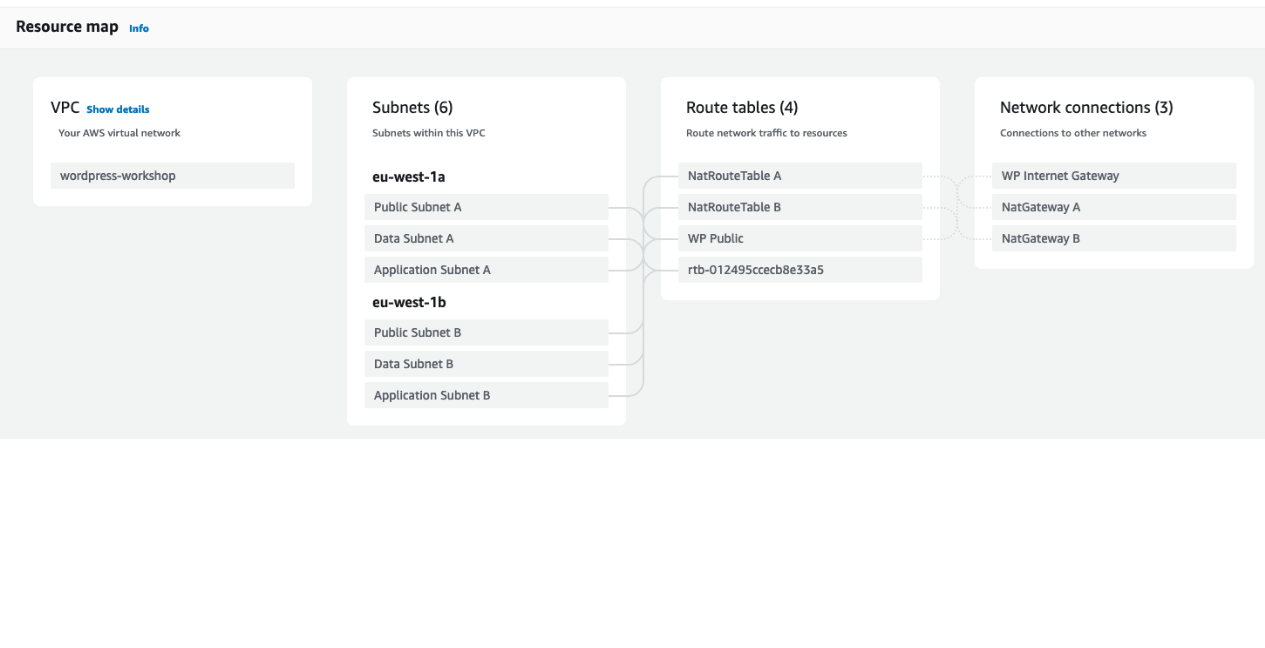 Resource map Info
VPC Show details
Your AWS virtual network
wordpress-workshop
Subnets (6)
Subnets within this VPC
eu-west-1a
Public Subnet A
Data Subnet A
Application Subnet A
eu-west-1b
Public Subnet B
Data Subnet B
Application Subnet B
Route tables (4)
Route network traffic to resources
NatRouteTable A
NatRouteTable B
WP Public
rtb-012495ccecb8e33a5
Network connections (3)
Connections to other networks
WP Internet Gateway
NatGateway A
NatGateway B